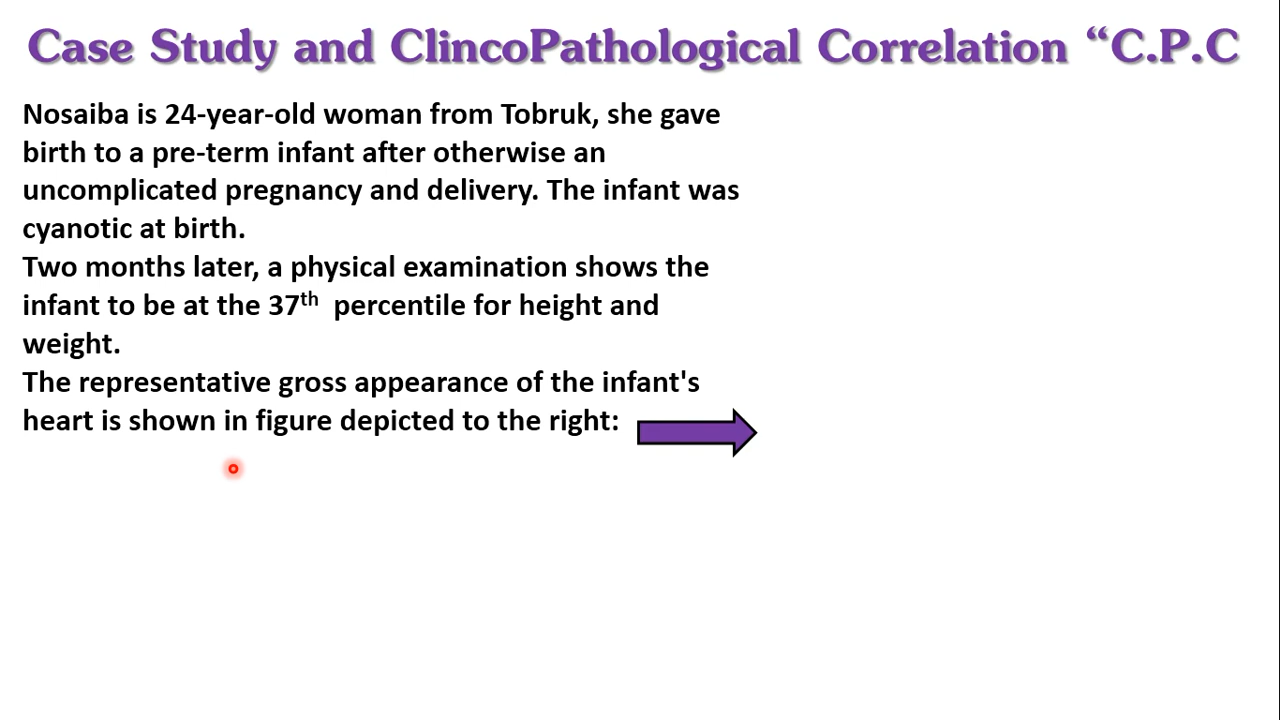 Case Study and ClincoPathological Correlation “C.P.C
Nosaiba is 24-year-old woman from Tobruk, she gave
birth to a pre-term infant after otherwise an
uncomplicated pregnancy and delivery. The infant was
cyanotic at birth.
Two months later, a physical examination shows the
infant to be at the 37th percentile for height and
weight.
The representative gross appearance of the infant's
heart is shown in figure depicted to the right: